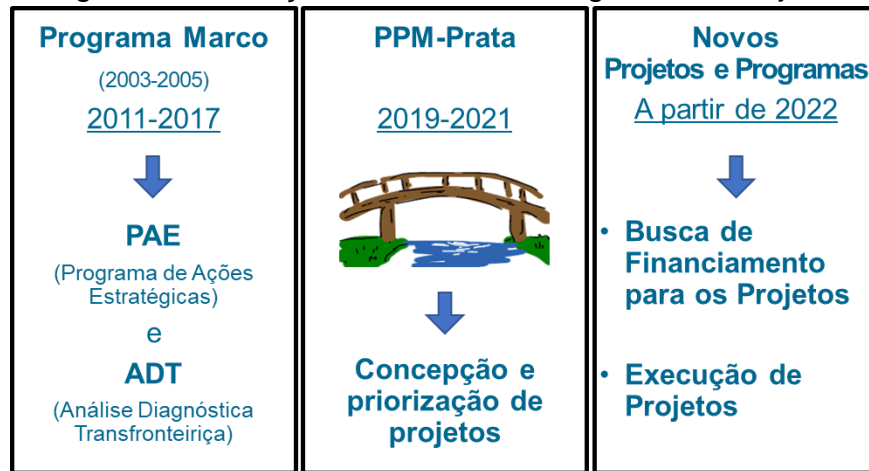 Programa Marco
(2003-2005)
2011-2017
PAE
(Programa de Ações
Estratégicas)
e
ADT
(Análise Diagnóstica
Transfronteiriça)
PPM-Prata
2019-2021
Concepção e
priorização de
projetos
Novos
Projetos e Programas
A partir de 2022
• Busca de
Financiamento
para os Projetos
• Execução de
Projetos